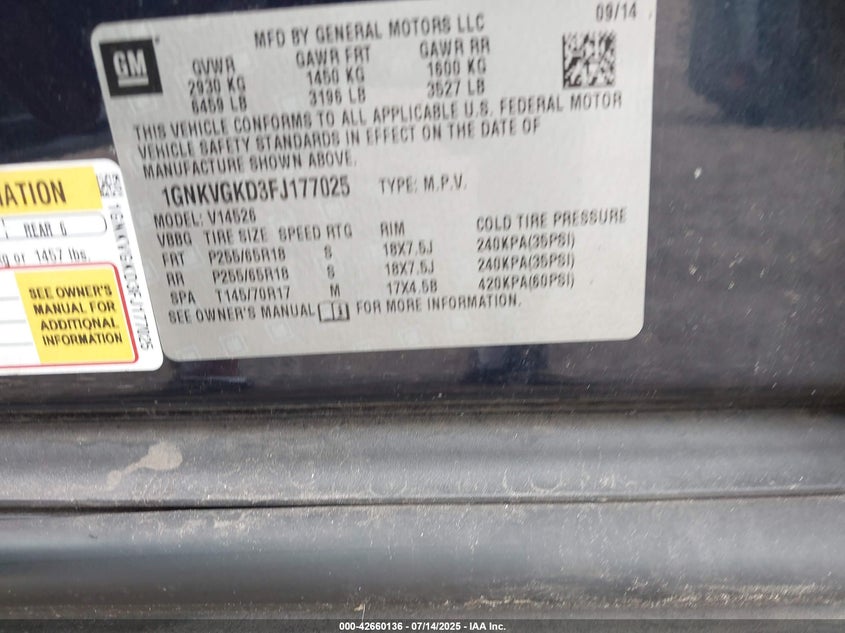 MFD BY GENERAL MOTORS LLC
09/14
GM
GVWR GAWR FRT GAWR RR
2930 KG 1450 KG 1600 KG
6459 LB 3196 LB 3527 LB
THIS VEHICLE CONFORMS TO ALL APPLICABLE U.S. FEDERAL MOTOR
VEHICLE SAFETY STANDARDS IN EFFECT ON THE DATE OF
MANUFACTURE SHOWN ABOVE.
1GNKVGKD3FJ177025 TYPE: M.P.V.
MODEL: V14526
VBBG TIRE SIZE SPEED RTG RIM COLD TIRE PRESSURE
FRT P255/65R18 S 18X7.5J 240KPA(35PSI)
RR P255/65R18 S 18X7.5J 240KPA(35PSI)
SPA T145/70R17 M 17X4.5B 420KPA(60PSI)
SEE OWNER'S MANUAL FOR MORE INFORMATION.
REAR 6
or 1457 lbs.
SEE OWNER'S
MANUAL FOR
ADDITIONAL
INFORMATION
1GNKVGKD3FJ177025
000-42660136 - 07/14/2025 - IAA Inc.